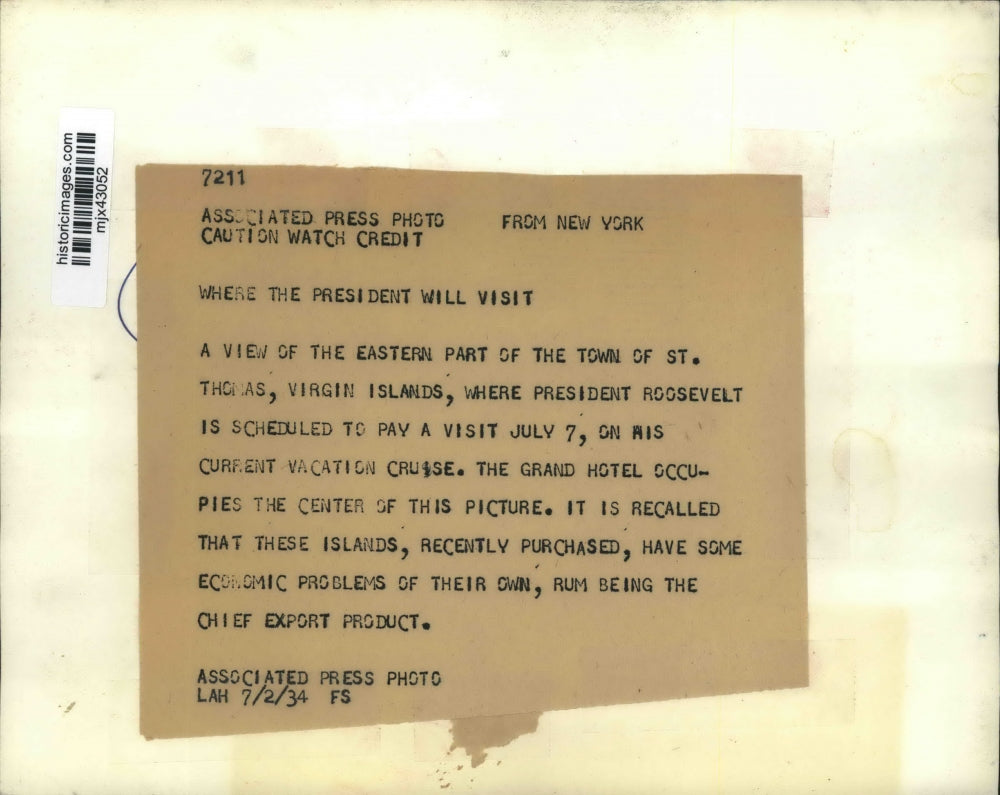 historicimages.com
mjx43052
7211
ASSOCIATED PRESS PHOTO FROM NEW YORK
CAUTION WATCH CREDIT
WHERE THE PRESIDENT WILL VISIT
A VIEW OF THE EASTERN PART OF THE TOWN OF ST.
THOMAS, VIRGIN ISLANDS, WHERE PRESIDENT ROOSEVELT
IS SCHEDULED TO PAY A VISIT JULY 7, ON HIS
CURRENT VACATION CRUISE. THE GRAND HOTEL OCCU-
PIES THE CENTER OF THIS PICTURE. IT IS RECALLED
THAT THESE ISLANDS, RECENTLY PURCHASED, HAVE SOME
ECONOMIC PROBLEMS OF THEIR OWN, RUM BEING THE
CHIEF EXPORT PRODUCT.
ASSOCIATED PRESS PHOTO
LAH 7/2/34 FS